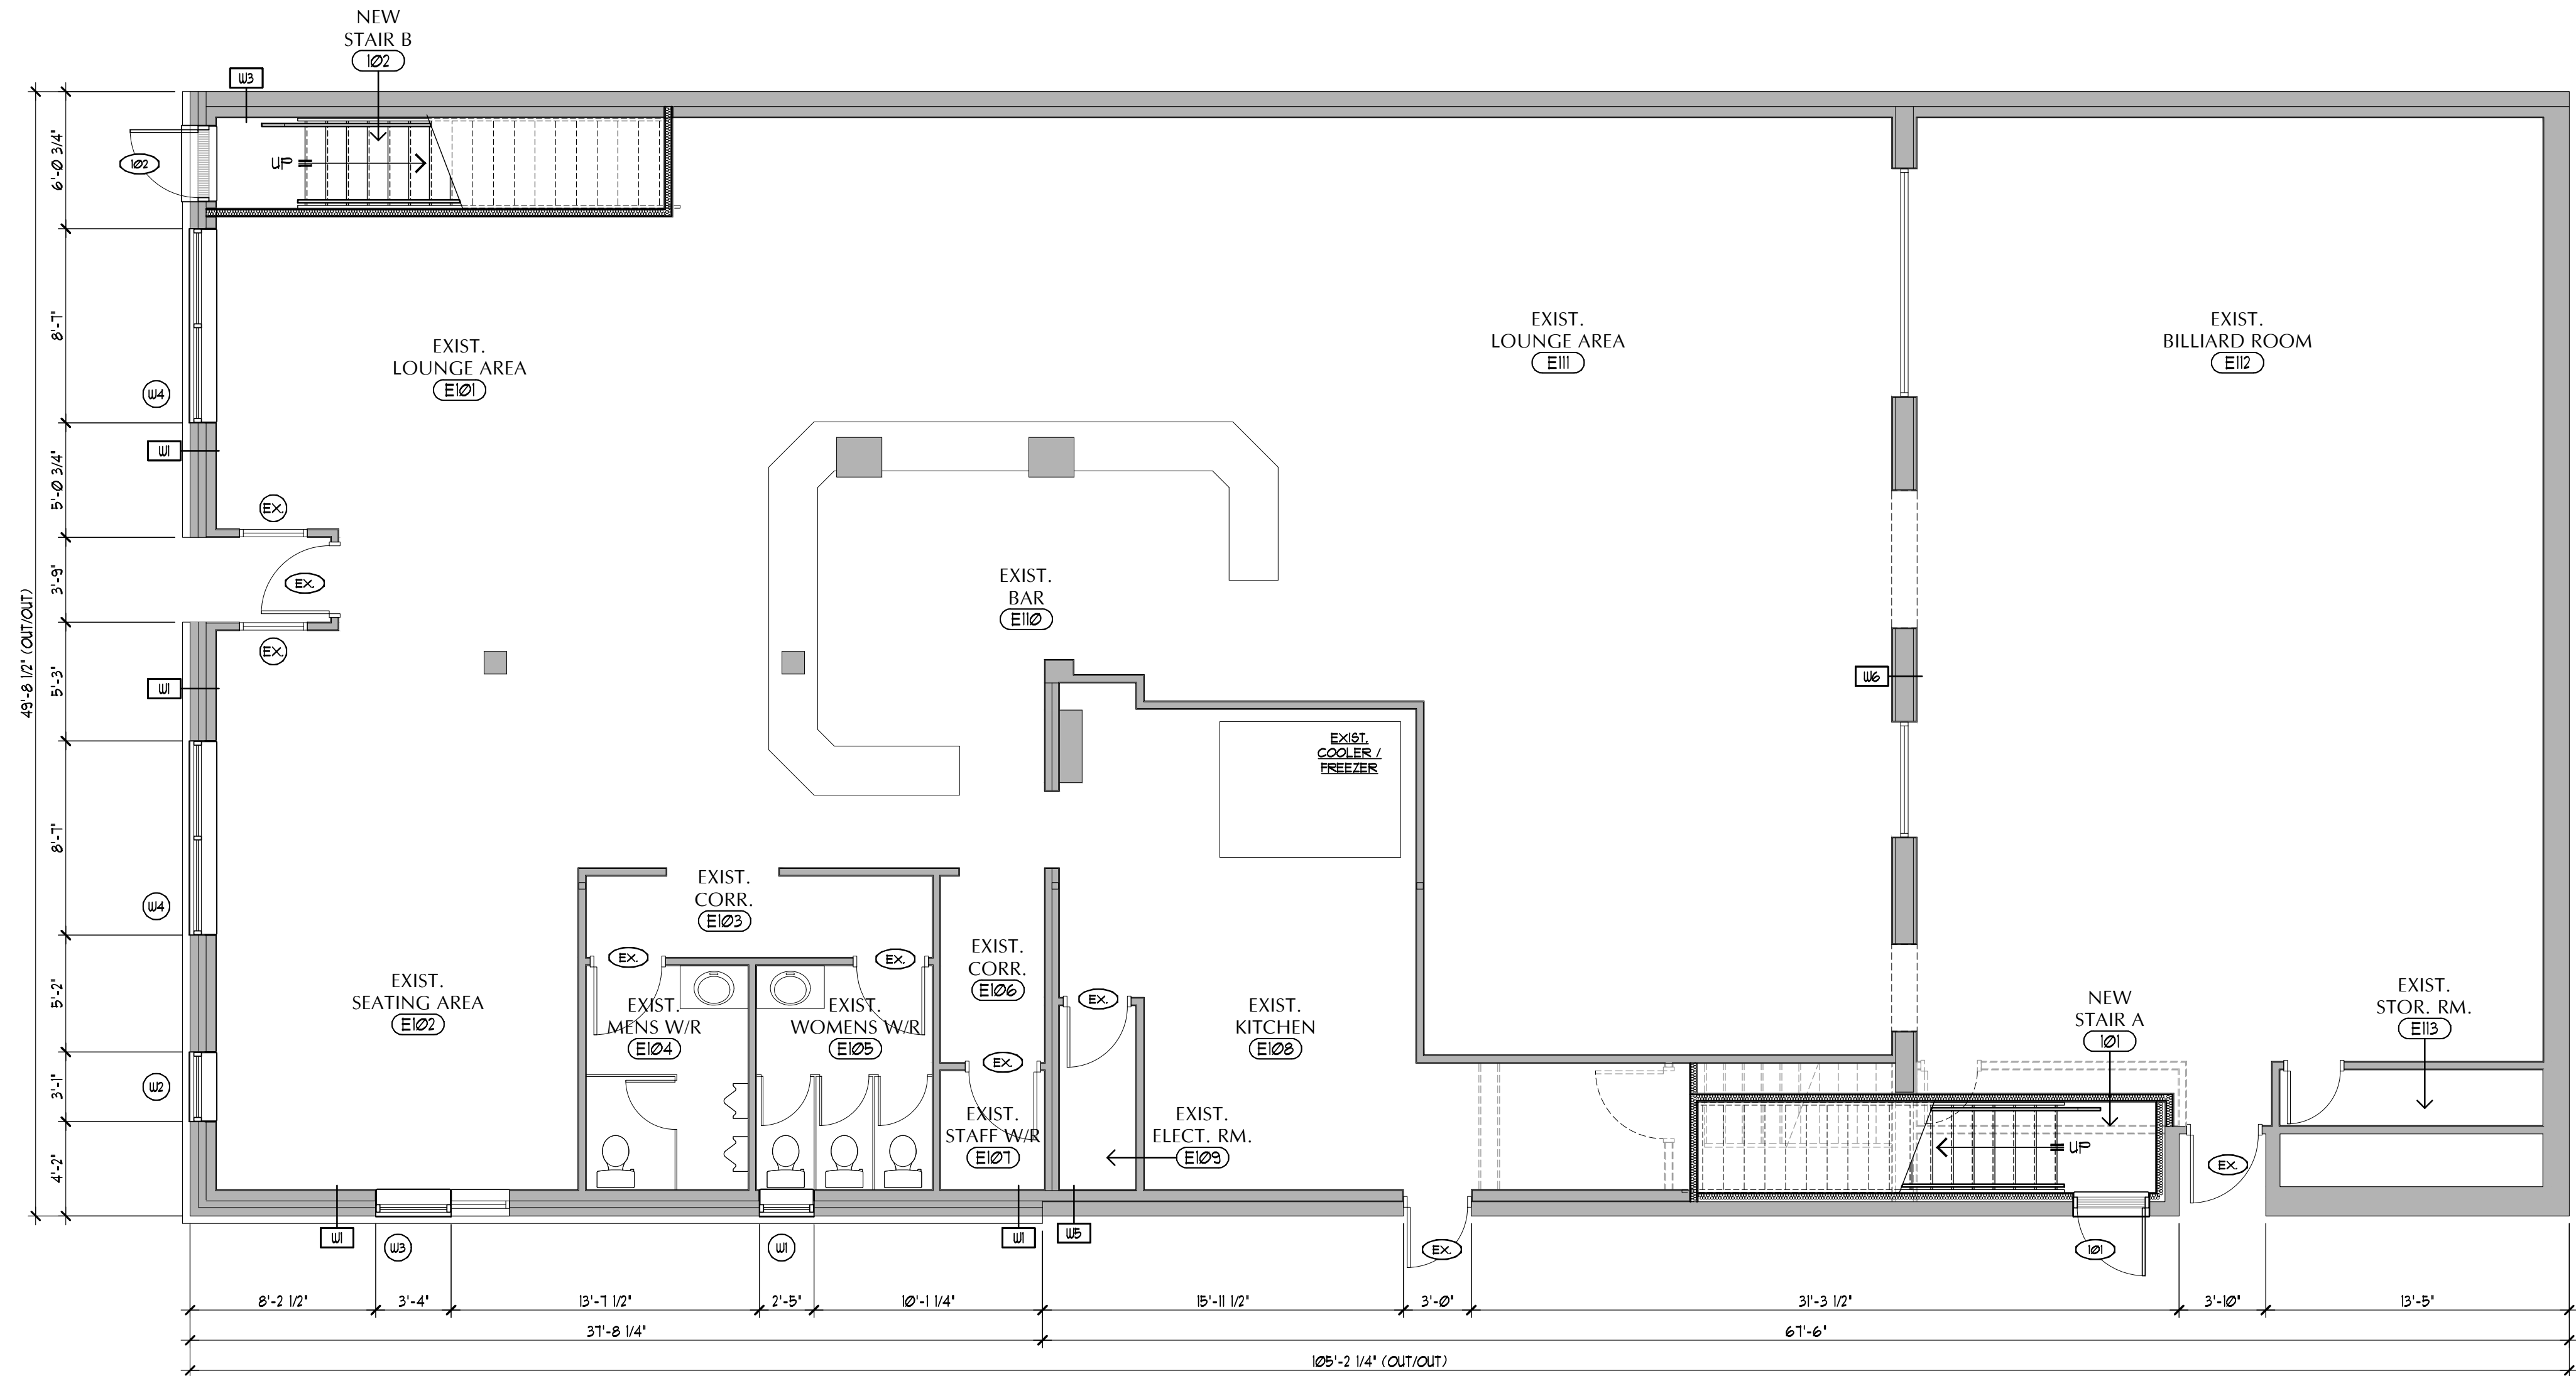 NEW
STAIR B
102
W3
102
UP
6'-0 3/4"
8'-7"
5'-0 3/4"
3'-9"
5'-3"
8'-7"
5'-2"
3'-1"
4'-2"
49'-8 1/2" (OUT/OUT)
W4
W1
EX.
EX.
EX.
W1
W4
W2
EXIST.
LOUNGE AREA
E101
EXIST.
LOUNGE AREA
E111
EXIST.
BILLIARD ROOM
E112
EXIST.
BAR
E110
W6
EXIST.
COOLER /
FREEZER
EXIST.
CORR.
E103
EX.
EX.
EXIST.
CORR.
E106
EXIST.
SEATING AREA
E102
EXIST.
MENS W/R
E104
EXIST.
WOMENS W/R
E105
EX.
EX.
EXIST.
KITCHEN
E108
NEW
STAIR A
101
EXIST.
STOR. RM.
E113
EXIST.
STAFF W/R
E107
EXIST.
ELECT. RM.
E109
UP
EX.
W1
W3
W1
W1
W5
EX.
101
8'-2 1/2"
3'-4"
13'-7 1/2"
2'-5"
10'-1 1/4"
15'-11 1/2"
3'-0"
31'-3 1/2"
3'-10"
13'-5"
37'-8 1/4"
67'-6"
105'-2 1/4" (OUT/OUT)